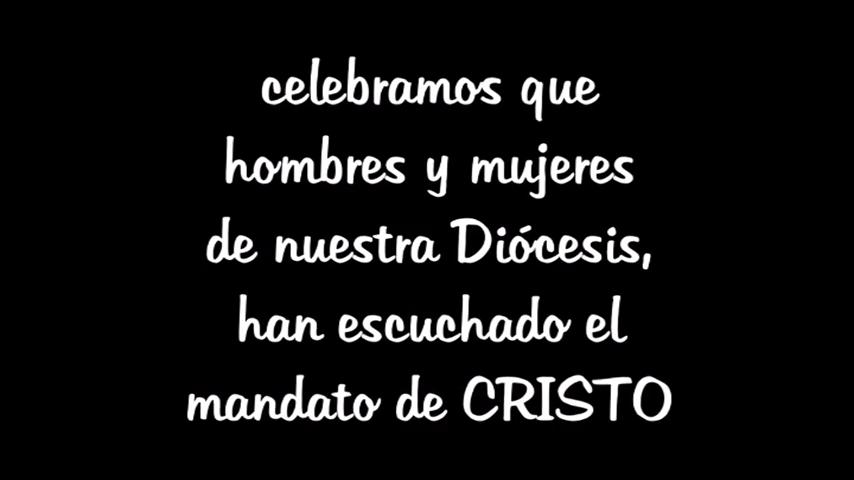 celebramos que
hombres y mujeres
de nuestra Diócesis,
han escuchado el
mandato de CRISTO